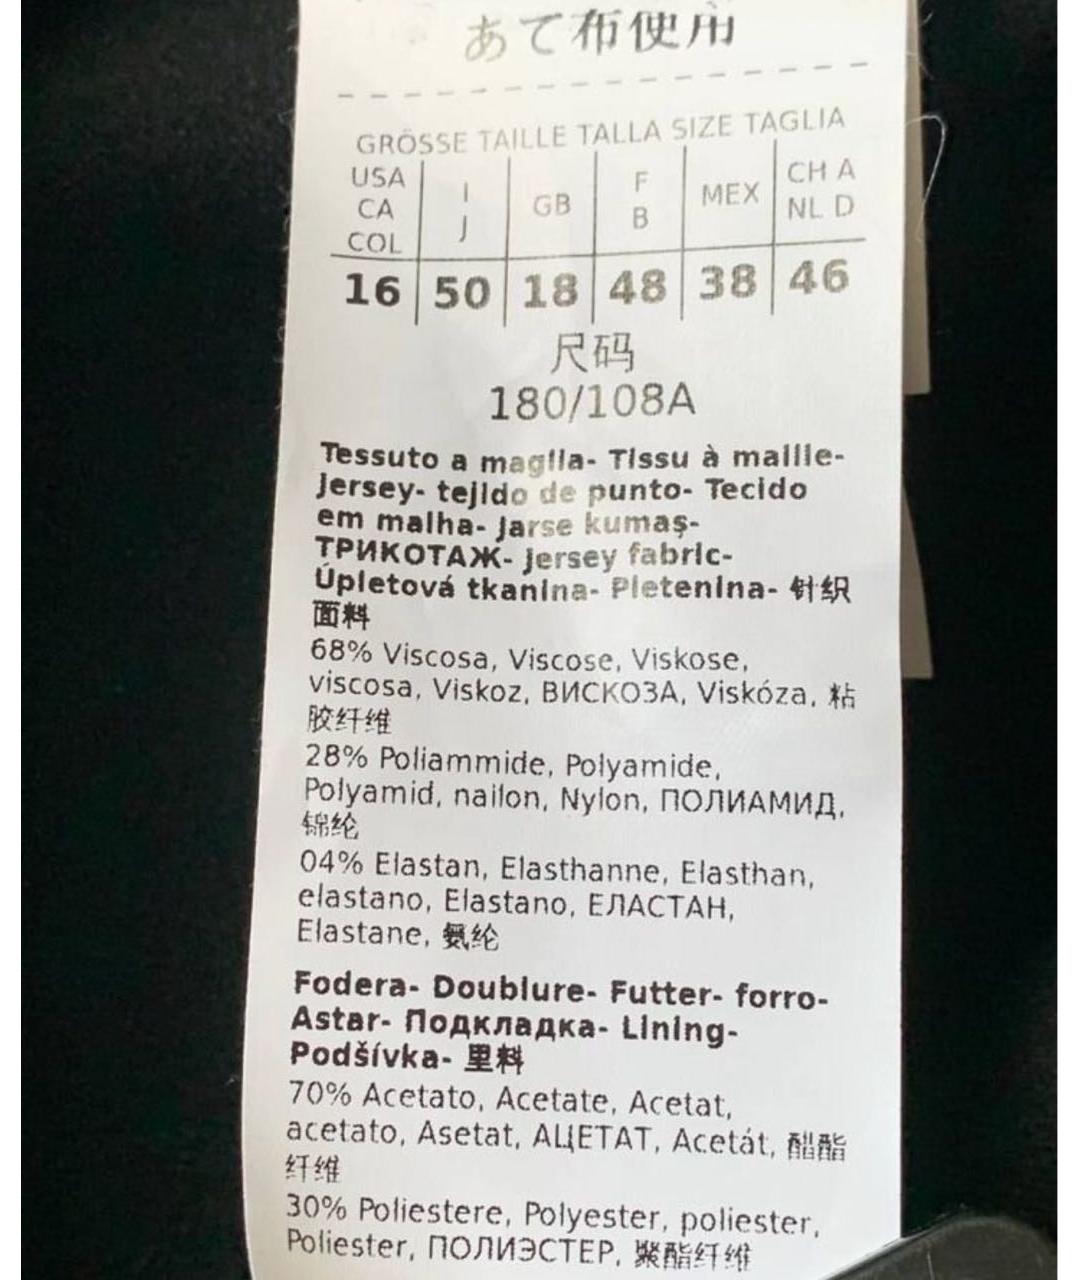 あて布使用
GRÖSSE TAILLE TALLA SIZE TAGLIA
USA CA COL I J GB F B MEX CH A NL D
16 50 18 48 38 46
尺码
180/108A
Tessuto a maglia- Tissu à maille-
Jersey- tejido de punto- Tecido
em malha- Jarse kumaş-
ТРИКОТАЖ- Jersey fabric-
Úpletová tkanina- Pletenina- 针织
面料
68% Viscosa, Viscose, Viskose,
viscosa, Viskoz, ВИСКОЗА, Viskóza, 粘
胶纤维
28% Poliammide, Polyamide,
Polyamid, nailon, Nylon, ПОЛИАМИД,
锦纶
04% Elastan, Elasthanne, Elasthan,
elastano, Elastano, ЕЛАСТАН,
Elastane, 氨纶
Fodera- Doublure- Futter- forro-
Astar- Подкладка- Lining-
Podšívka- 里料
70% Acetato, Acetate, Acetat,
acetato, Asetat, АЦЕТАТ, Acetát, 醋酯
纤维
30% Poliestere, Polyester, poliester,
Poliester, ПОЛИЭСТЕР, 聚酯纤维